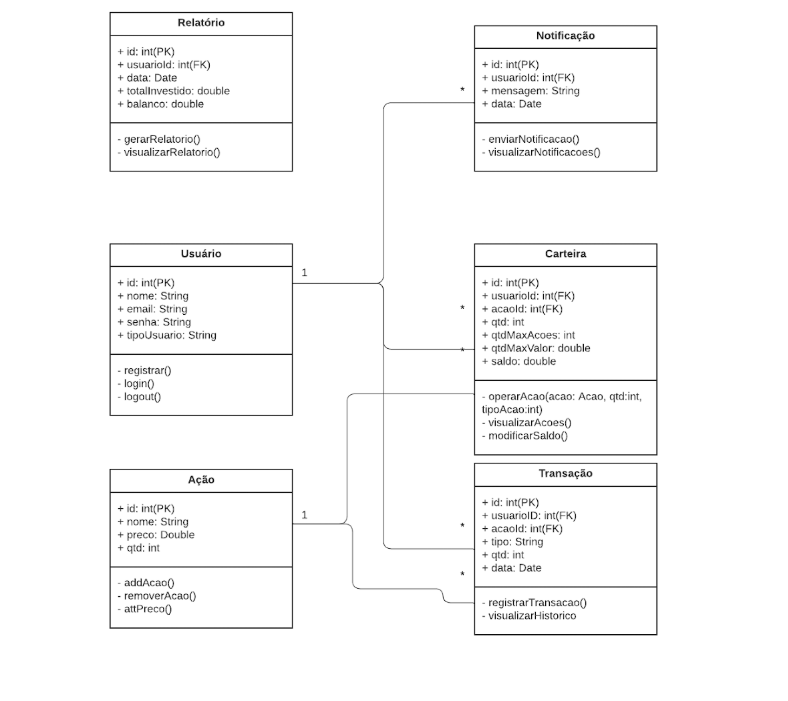 Relatório
+ id: int(PK)
+ usuarioId: int(FK)
+ data: Date
+ totalInvestido: double
+ balanco: double
- gerarRelatorio()
- visualizarRelatorio()
Notificação
+ id: int(PK)
+ usuarioId: int(FK)
+ mensagem: String
+ data: Date
- enviarNotificacao()
- visualizarNotificacoes()
*
Usuário
+ id: int(PK)
+ nome: String
+ email: String
+ senha: String
+ tipoUsuario: String
- registrar()
- login()
- logout()
1
Carteira
+ id: int(PK)
+ usuarioId: int(FK)
+ acaoId: int(FK)
+ qtd: int
+ qtdMaxAcoes: int
+ qtdMaxValor: double
+ saldo: double
- operarAcao(acao: Acao, qtd:int,
tipoAcao:int)
- visualizarAcoes()
- modificarSaldo()
*
*
Ação
+ id: int(PK)
+ nome: String
+ preco: Double
+ qtd: int
- addAcao()
- removerAcao()
- attPreco()
1
Transação
+ id: int(PK)
+ usuarioID: int(FK)
+ acaoId: int(FK)
+ tipo: String
+ qtd: int
+ data: Date
- registrarTransacao()
- visualizarHistorico
*
*